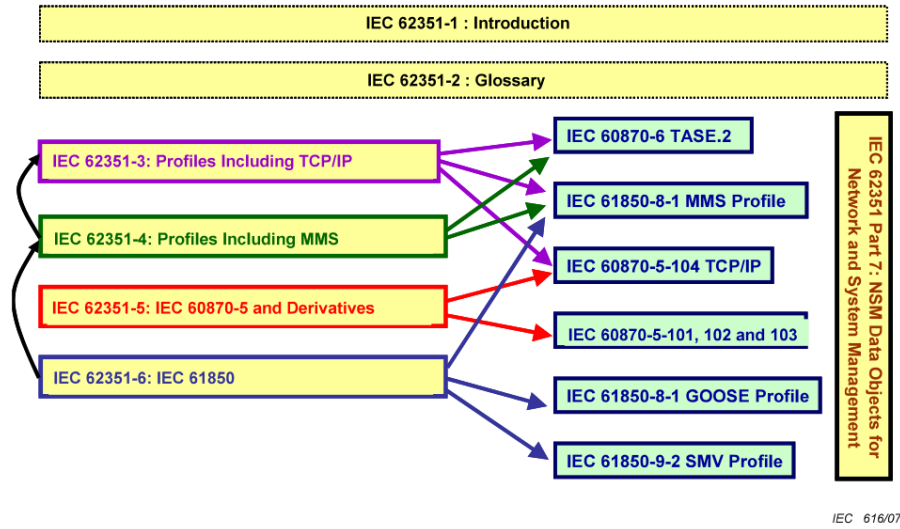 IEC 62351-1 : Introduction
IEC 62351-2 : Glossary
IEC 62351-3: Profiles Including TCP/IP
IEC 62351-4: Profiles Including MMS
IEC 62351-5: IEC 60870-5 and Derivatives
IEC 62351-6: IEC 61850
IEC 60870-6 TASE.2
IEC 61850-8-1 MMS Profile
IEC 60870-5-104 TCP/IP
IEC 60870-5-101, 102 and 103
IEC 61850-8-1 GOOSE Profile
IEC 61850-9-2 SMV Profile
IEC 62351 Part 7: NSM Data Objects for
Network and System Management
IEC 616/07